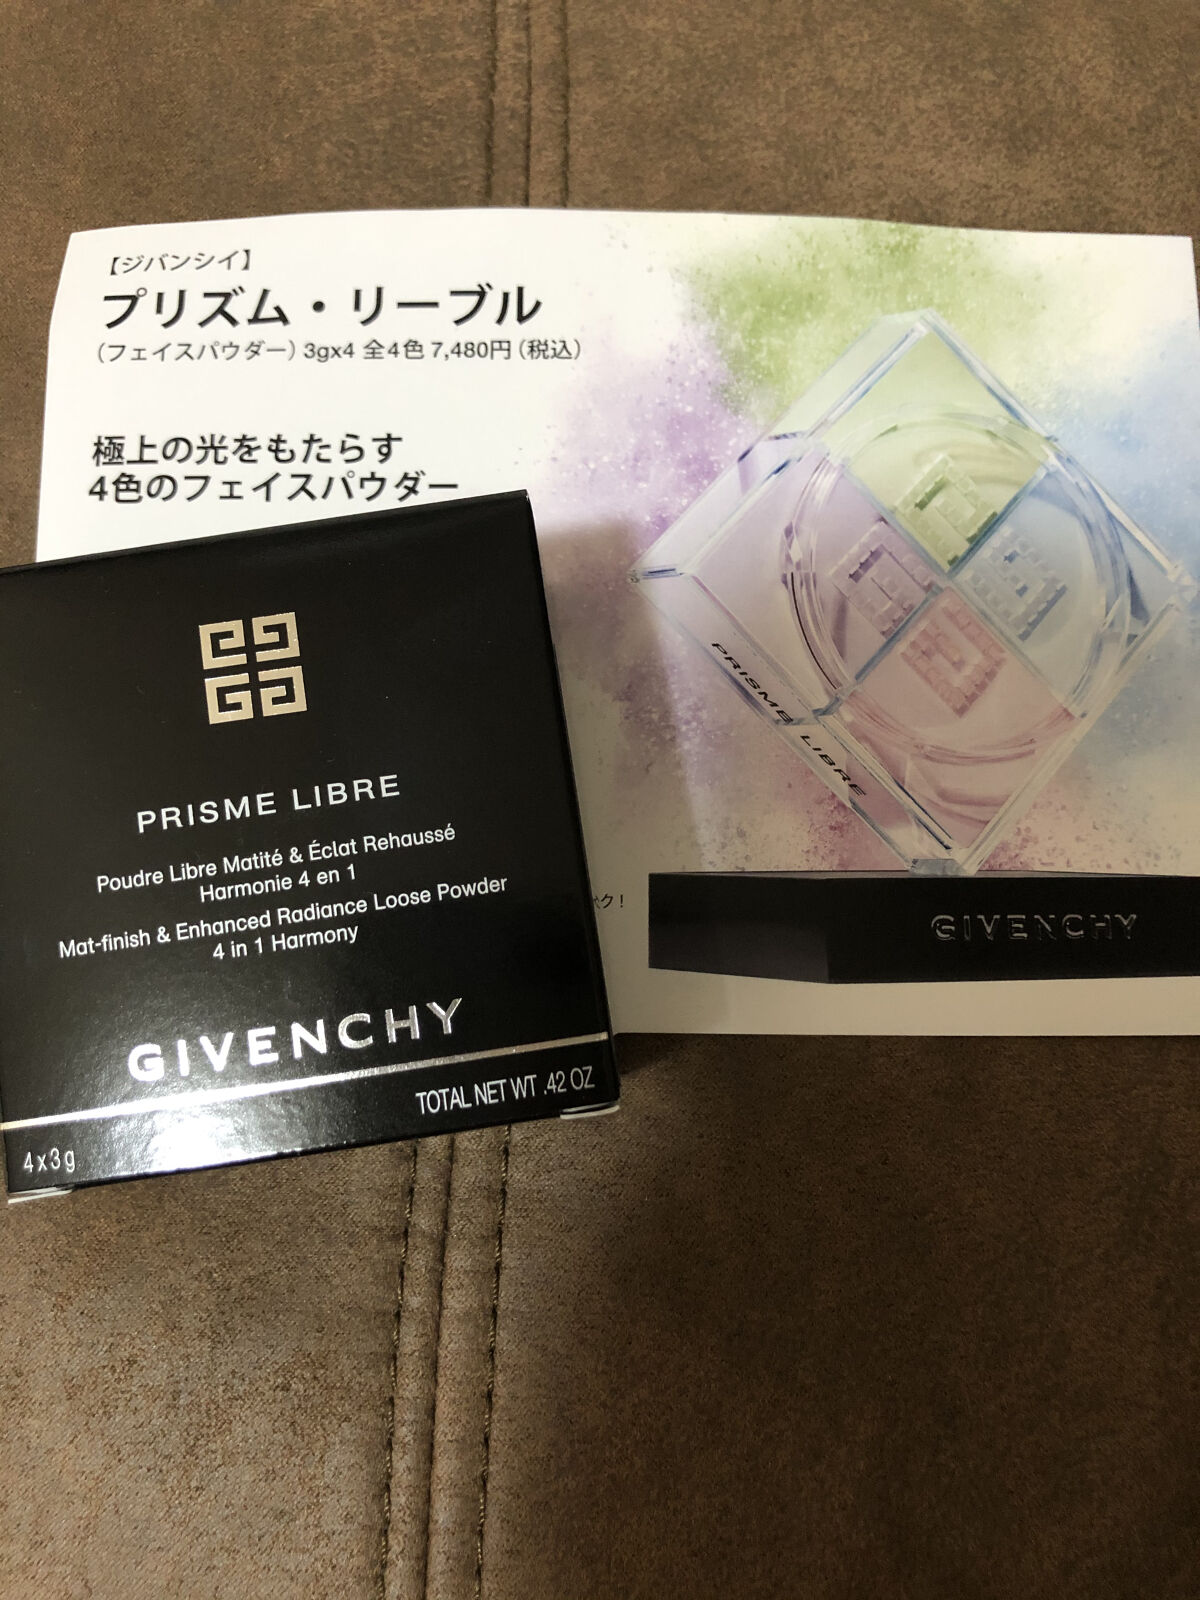 【ジバンシイ】
プリズム・リーブル
（フェイスパウダー）3gx4 全4色 7,480円（税込）
極上の光をもたらす
4色のフェイスパウダー
PRISME LIBRE
GIVENCHY
PRISME LIBRE
Poudre Libre Matité & Éclat Rehaussé
Harmonie 4 en 1
Mat-finish & Enhanced Radiance Loose Powder
4 in 1 Harmony
GIVENCHY
TOTAL NET WT .42 OZ
4x3g